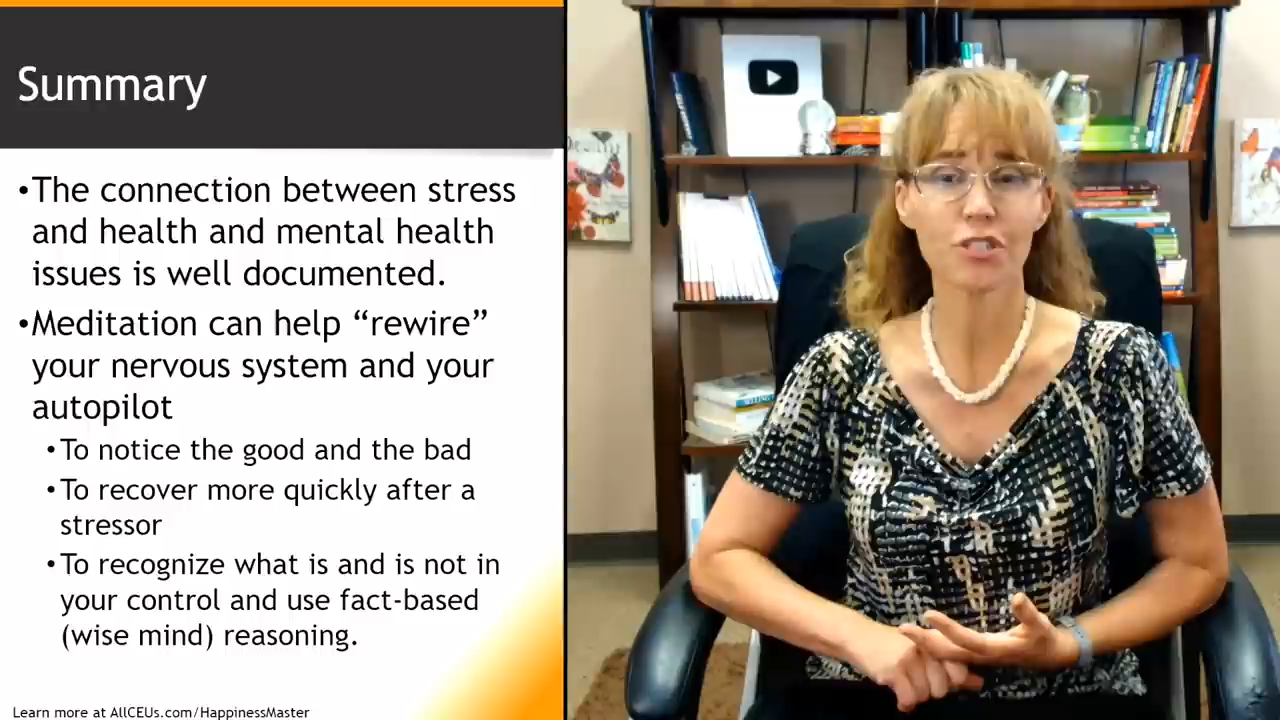 Summary
•The connection between stress
and health and mental health
issues is well documented.
•Meditation can help “rewire”
your nervous system and your
autopilot
•To notice the good and the bad
•To recover more quickly after a
stressor
•To recognize what is and is not in
your control and use fact-based
(wise mind) reasoning.
Learn more at AllCEUs.com/HappinessMaster